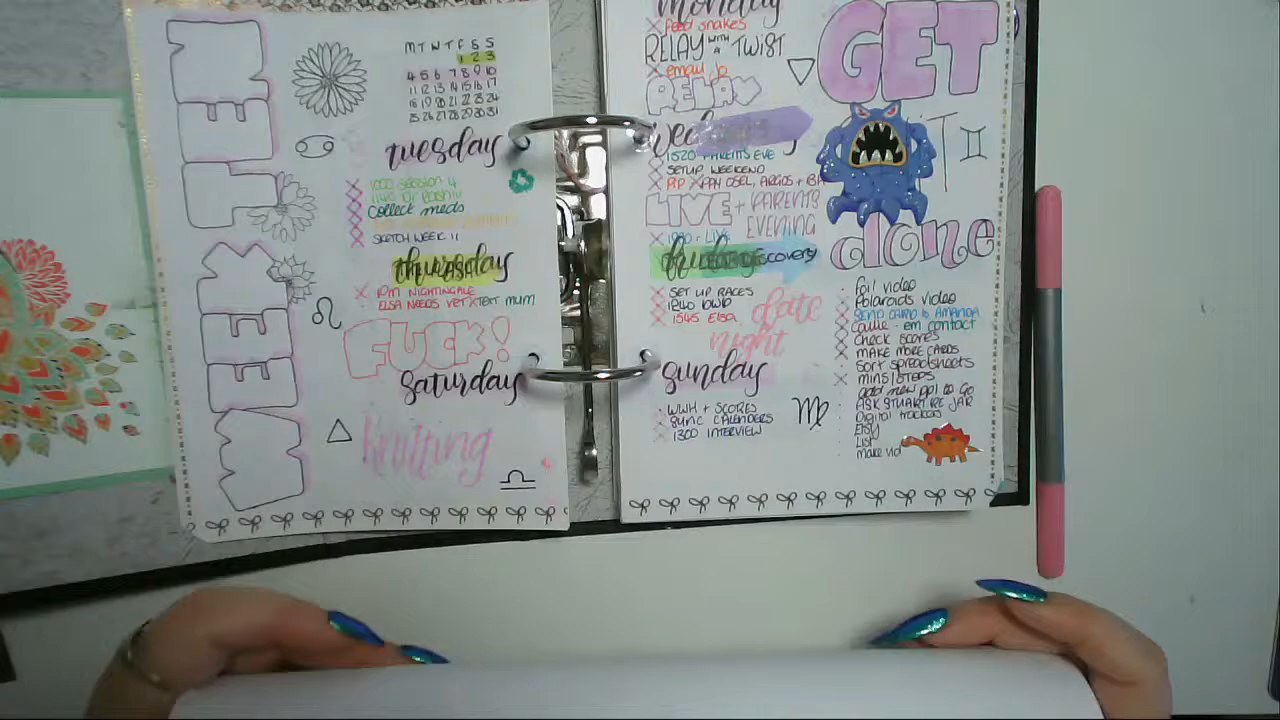 M T W T F S S
1 2 3
4 5 6 7 8 9 10
11 12 13 14 15 16 17
18 19 20 21 22 23 24
25 26 27 28 29 30 31
Tuesday
COLLECT MEDS
SKETCH WEEK 11
Thursday
1PM NIGHTINGALE
ELSA NEEDS VET X TEXT MUM
FUCK!
Saturday
Knitting
monday
feed snakes
RELAY WITH A TWIST
email jo
RELAY
1520 PARENTS EVE
SETUP WEEKEND
LIVE + PARENTS
EVENING
SET UP RACES
1545 ELSA
date
night
Sunday
WWH + SCORES
SYNC CALENDERS
1300 INTERVIEW
GET
IT
done
Foil video
Polaroids video
SEND CARD to AMANDA
em contact
CHECK SCORES
MAKE MORE CARDS
Sort spreadsheets
ASK STUART RE JAR
Digital trackers
Etsy
List
make vid